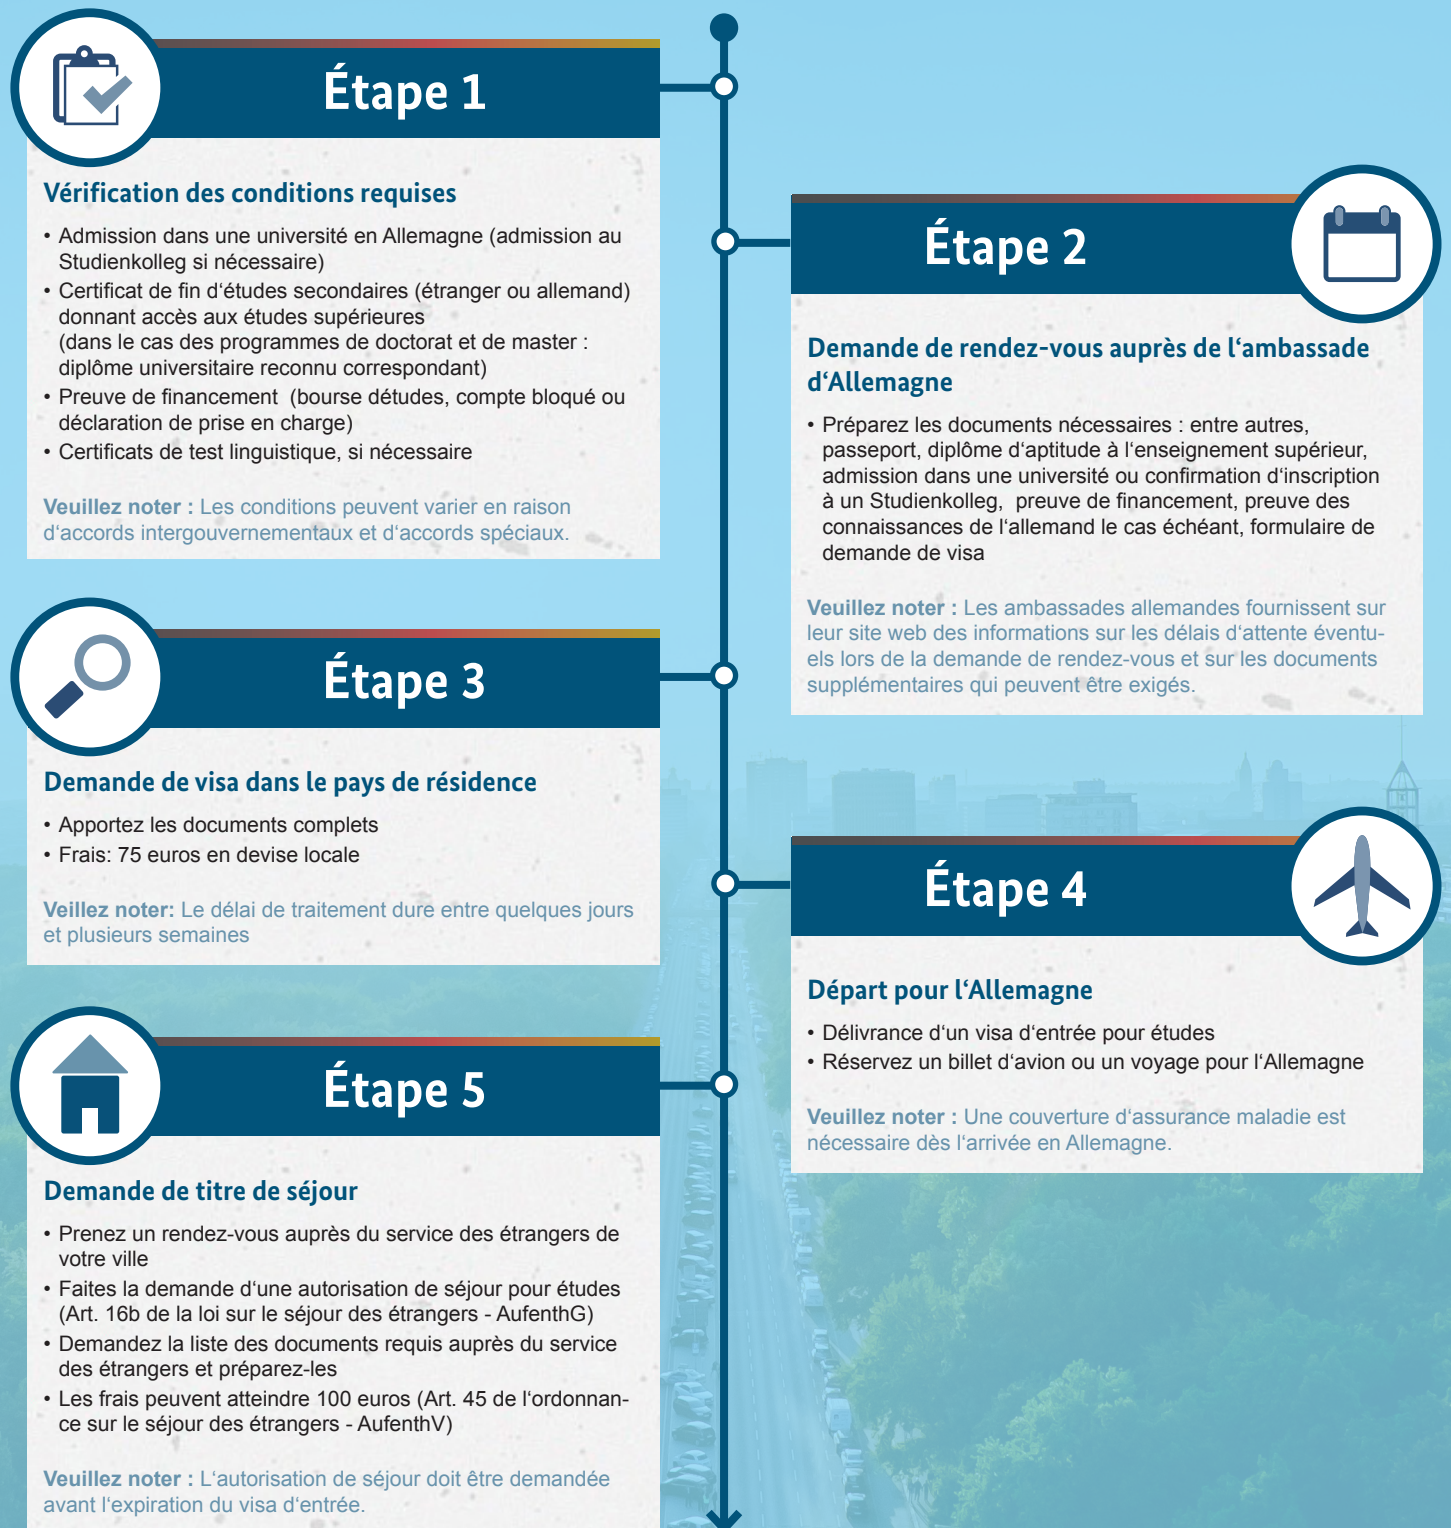 Étape 1
Vérification des conditions requises
• Admission dans une université en Allemagne (admission au
Studienkolleg si nécessaire)
• Certificat de fin d‘études secondaires (étranger ou allemand)
donnant accès aux études supérieures
(dans le cas des programmes de doctorat et de master :
diplôme universitaire reconnu correspondant)
• Preuve de financement (bourse détudes, compte bloqué ou
déclaration de prise en charge)
• Certificats de test linguistique, si nécessaire
Veuillez noter : Les conditions peuvent varier en raison
d‘accords intergouvernementaux et d‘accords spéciaux.
Étape 2
Demande de rendez-vous auprès de l‘ambassade
d‘Allemagne
• Préparez les documents nécessaires : entre autres,
passeport, diplôme d‘aptitude à l‘enseignement supérieur,
admission dans une université ou confirmation d‘inscription
à un Studienkolleg, preuve de financement, preuve des
connaissances de l‘allemand le cas échéant, formulaire de
demande de visa
Veuillez noter : Les ambassades allemandes fournissent sur
leur site web des informations sur les délais d‘attente éventu-
els lors de la demande de rendez-vous et sur les documents
supplémentaires qui peuvent être exigés.
Étape 3
Demande de visa dans le pays de résidence
• Apportez les documents complets
• Frais: 75 euros en devise locale
Veillez noter: Le délai de traitement dure entre quelques jours
et plusieurs semaines
Étape 4
Départ pour l‘Allemagne
• Délivrance d‘un visa d‘entrée pour études
• Réservez un billet d‘avion ou un voyage pour l‘Allemagne
Veuillez noter : Une couverture d‘assurance maladie est
nécessaire dès l‘arrivée en Allemagne.
Étape 5
Demande de titre de séjour
• Prenez un rendez-vous auprès du service des étrangers de
votre ville
• Faites la demande d‘une autorisation de séjour pour études
(Art. 16b de la loi sur le séjour des étrangers - AufenthG)
• Demandez la liste des documents requis auprès du service
des étrangers et préparez-les
• Les frais peuvent atteindre 100 euros (Art. 45 de l‘ordonnan-
ce sur le séjour des étrangers - AufenthV)
Veuillez noter : L‘autorisation de séjour doit être demandée
avant l‘expiration du visa d‘entrée.